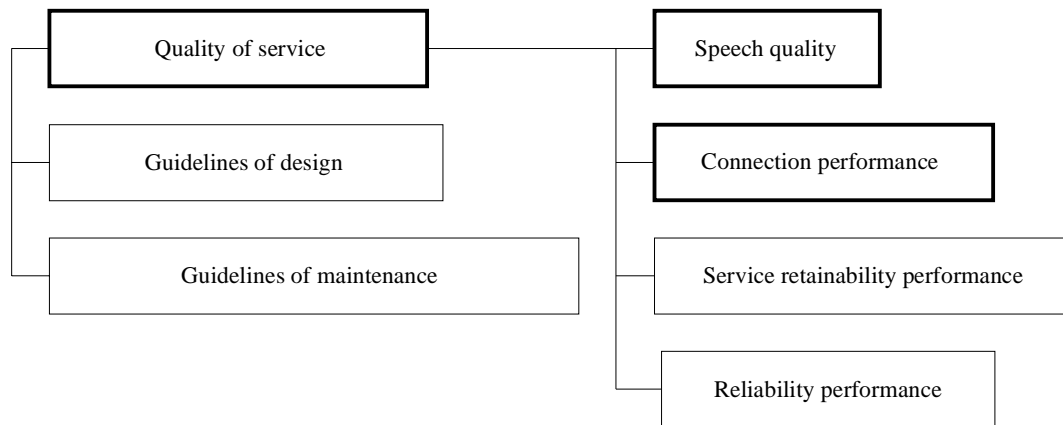 Quality of service
Guidelines of design
Guidelines of maintenance
Speech quality
Connection performance
Service retainability performance
Reliability performance